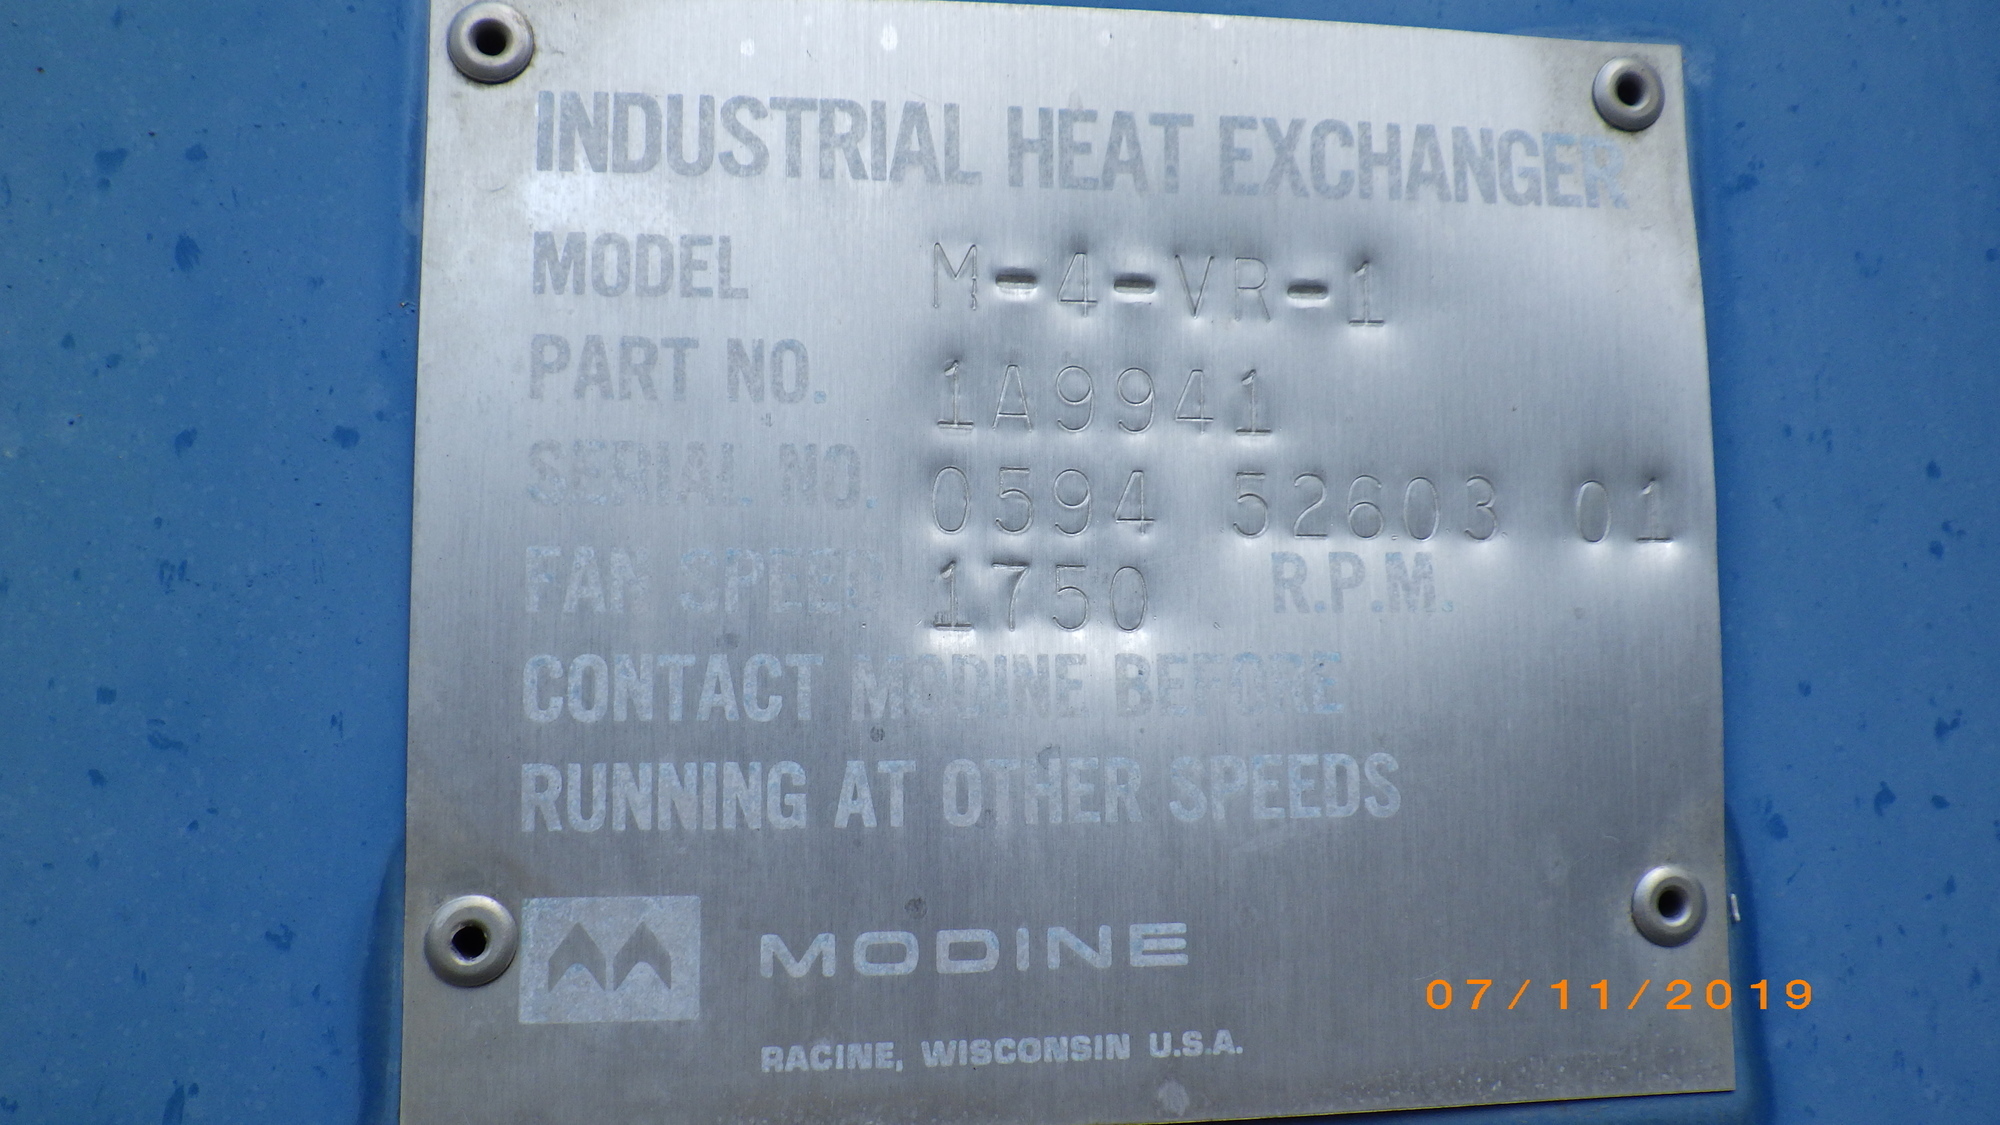 INDUSTRIAL HEAT EXCHANGER
MODEL M-4-VR-1
PART NO. 1A9941
SERIAL NO. 0594 52603 01
FAN SPEED 1750 R.P.M.
CONTACT MODINE BEFORE
RUNNING AT OTHER SPEEDS
MODINE
RACINE, WISCONSIN U.S.A.
07/11/2019